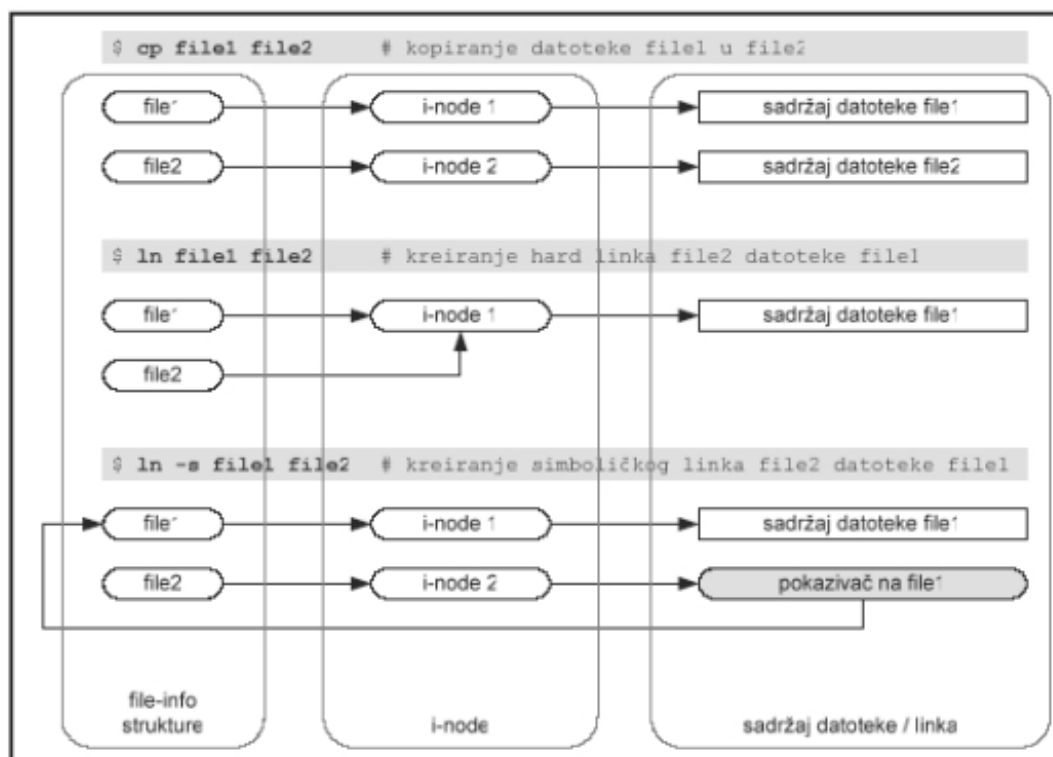 $ cp file1 file2 # kopiranje datoteke file1 u file2
file1 i-node 1 sadržaj datoteke file1
file2 i-node 2 sadržaj datoteke file2
$ ln file1 file2 # kreiranje hard linka file2 datoteke file1
file1 i-node 1 sadržaj datoteke file1
file2
$ ln -s file1 file2 # kreiranje simboličkog linka file2 datoteke file1
file1 i-node 1 sadržaj datoteke file1
file2 i-node 2 pokazivač na file1
file-info
strukture i-node sadržaj datoteke / linka